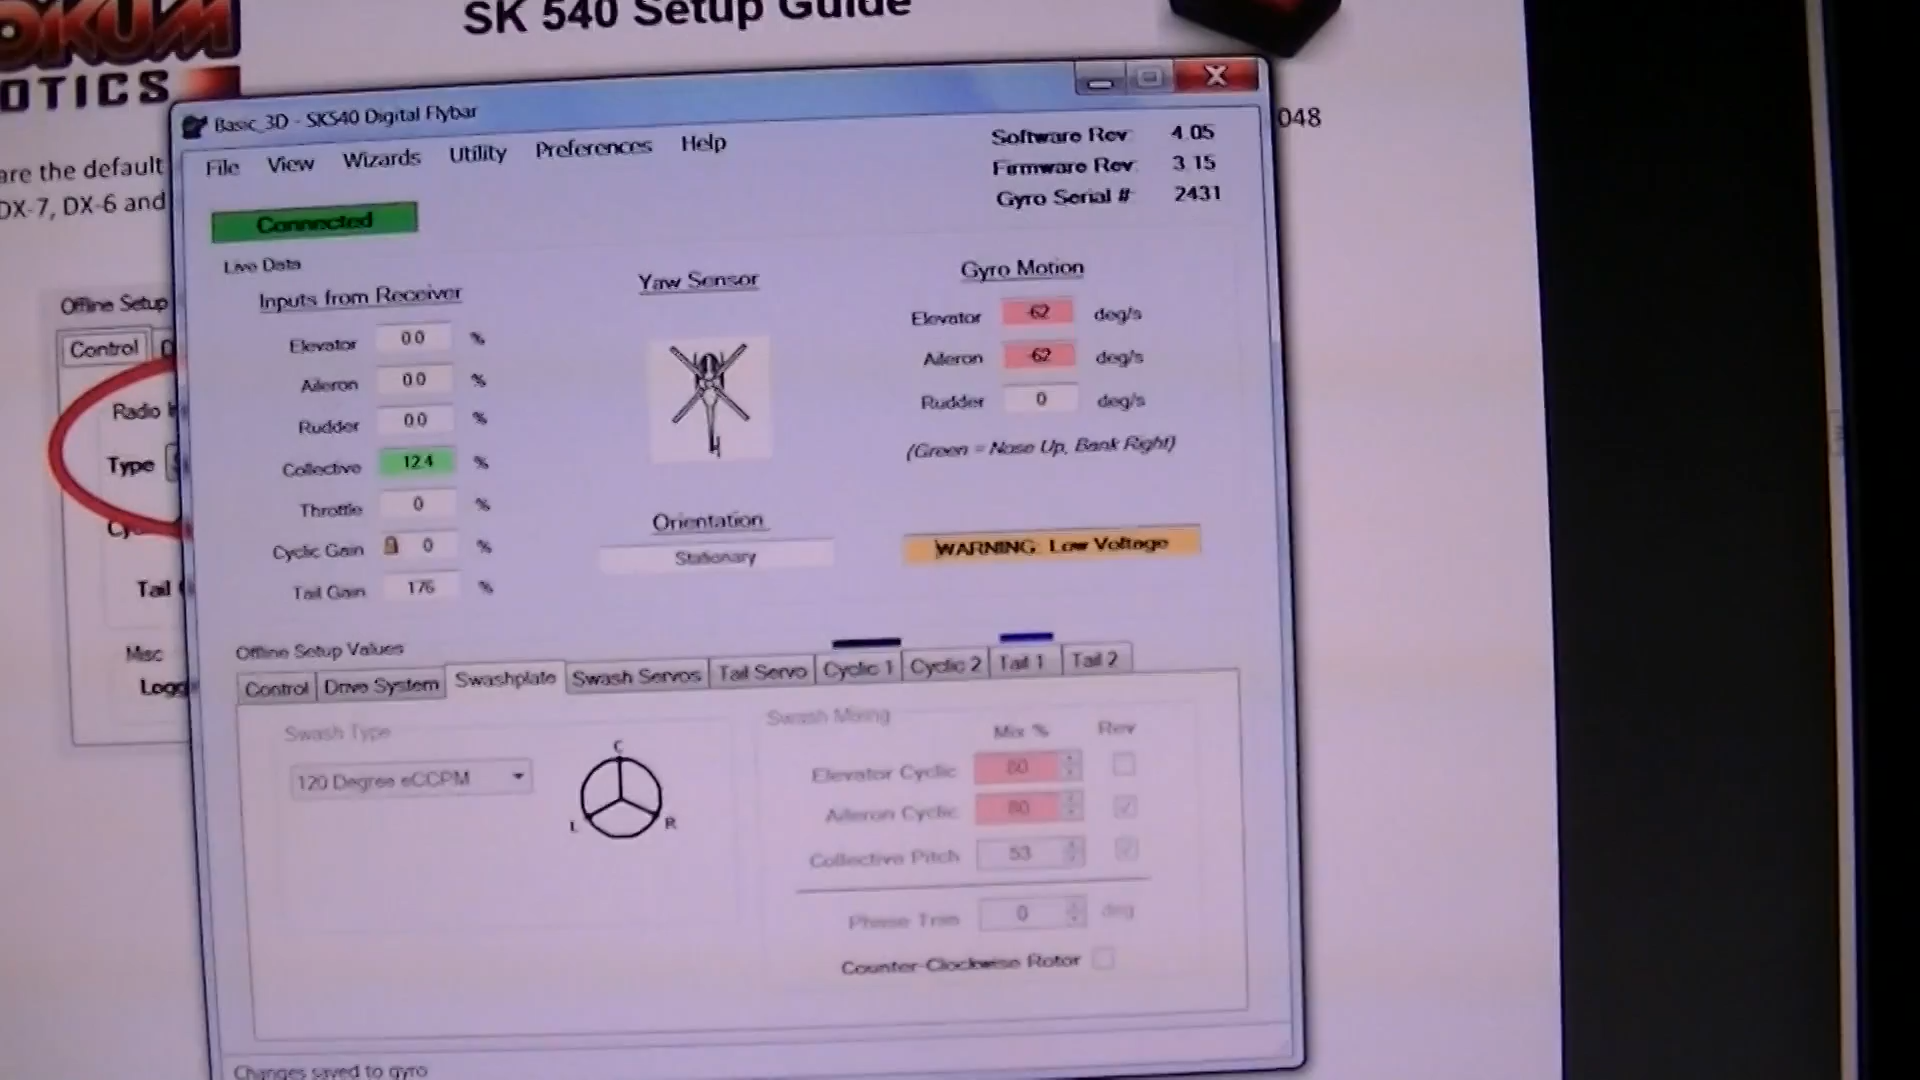 SK 540 Setup Guide
OTICS
048
are the default
DX-7, DX-6 and
Offline Setup
Control
Radio
Type
Tail
Misc
Basic_3D - SK540 Digital Flybar
File View Wizards Utility Preferences Help
Software Rev: 4.05
Firmware Rev: 3.15
Gyro Serial # 2431
Connected
Live Data
Inputs from Receiver
Elevator 0.0 %
Aileron 0.0 %
Rudder 0.0 %
Collective 12.4 %
Throttle 0 %
Cyclic Gain 0 %
Tail Gain 176 %
Yaw Sensor
Orientation
Stationary
Gyro Motion
Elevator -62 deg/s
Aileron -62 deg/s
Rudder 0 deg/s
(Green = Nose Up, Bank Right)
WARNING: Low Voltage
Offline Setup Values
Control Drive System Swashplate Swash Servos Tail Servo Cyclic 1 Cyclic 2 Tail 1 Tail 2
Swash Type
120 Degree eCCPM
C
L R
Swash Mixing
Mix % Rev
Elevator Cyclic 80
Aileron Cyclic 80
Collective Pitch 53
Phase Trim 0 deg
Counter-Clockwise Rotor
Changes saved to gyro